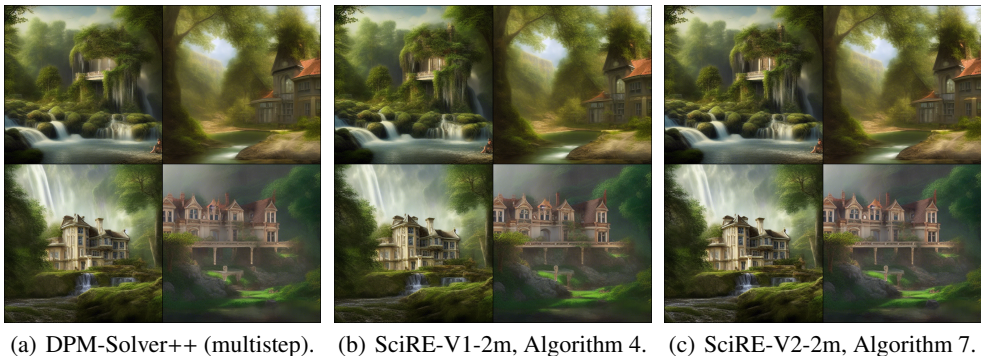 (a) DPM-Solver++ (multistep). (b) SciRE-V1-2m, Algorithm 4. (c) SciRE-V2-2m, Algorithm 7.